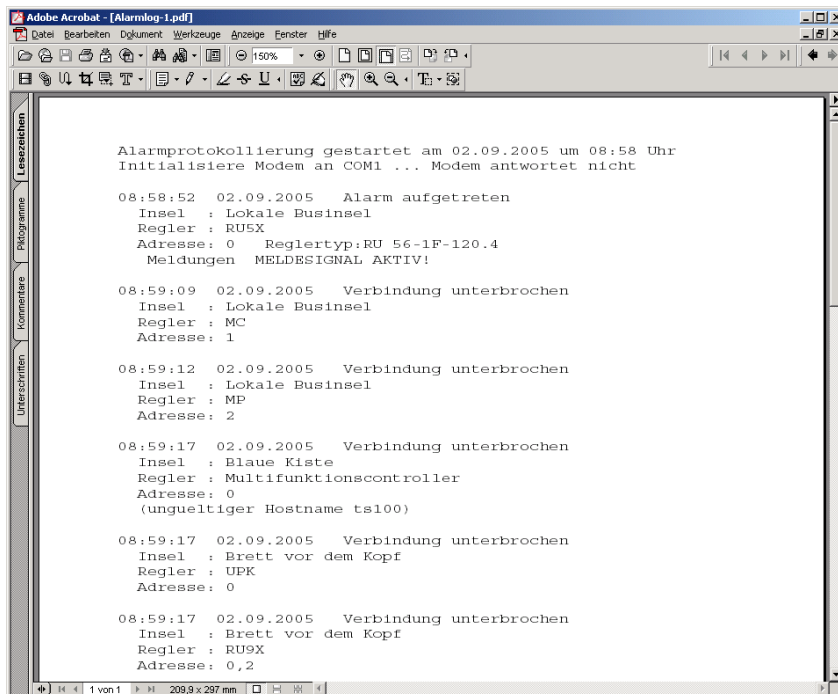 Adobe Acrobat - [Alarmlog-1.pdf]
Datei Bearbeiten Dokument Werkzeuge Anzeige Fenster Hilfe
150%
Lesezeichen
Piktogramme
Kommentare
Unterschriften
Alarmprotokollierung gestartet am 02.09.2005 um 08:58 Uhr
Initialisiere Modem an COM1 ... Modem antwortet nicht
08:58:52 02.09.2005 Alarm aufgetreten
Insel : Lokale Businsel
Regler : RU5X
Adresse: 0 Reglertyp:RU 56-1F-120.4
Meldungen MELDESIGNAL AKTIV!
08:59:09 02.09.2005 Verbindung unterbrochen
Insel : Lokale Businsel
Regler : MC
Adresse: 1
08:59:12 02.09.2005 Verbindung unterbrochen
Insel : Lokale Businsel
Regler : MP
Adresse: 2
08:59:17 02.09.2005 Verbindung unterbrochen
Insel : Blaue Kiste
Regler : Multifunktionscontroller
Adresse: 0
(ungueltiger Hostname ts100)
08:59:17 02.09.2005 Verbindung unterbrochen
Insel : Brett vor dem Kopf
Regler : UPK
Adresse: 0
08:59:17 02.09.2005 Verbindung unterbrochen
Insel : Brett vor dem Kopf
Regler : RU9X
Adresse: 0,2
1 von 1 209,9 x 297 mm